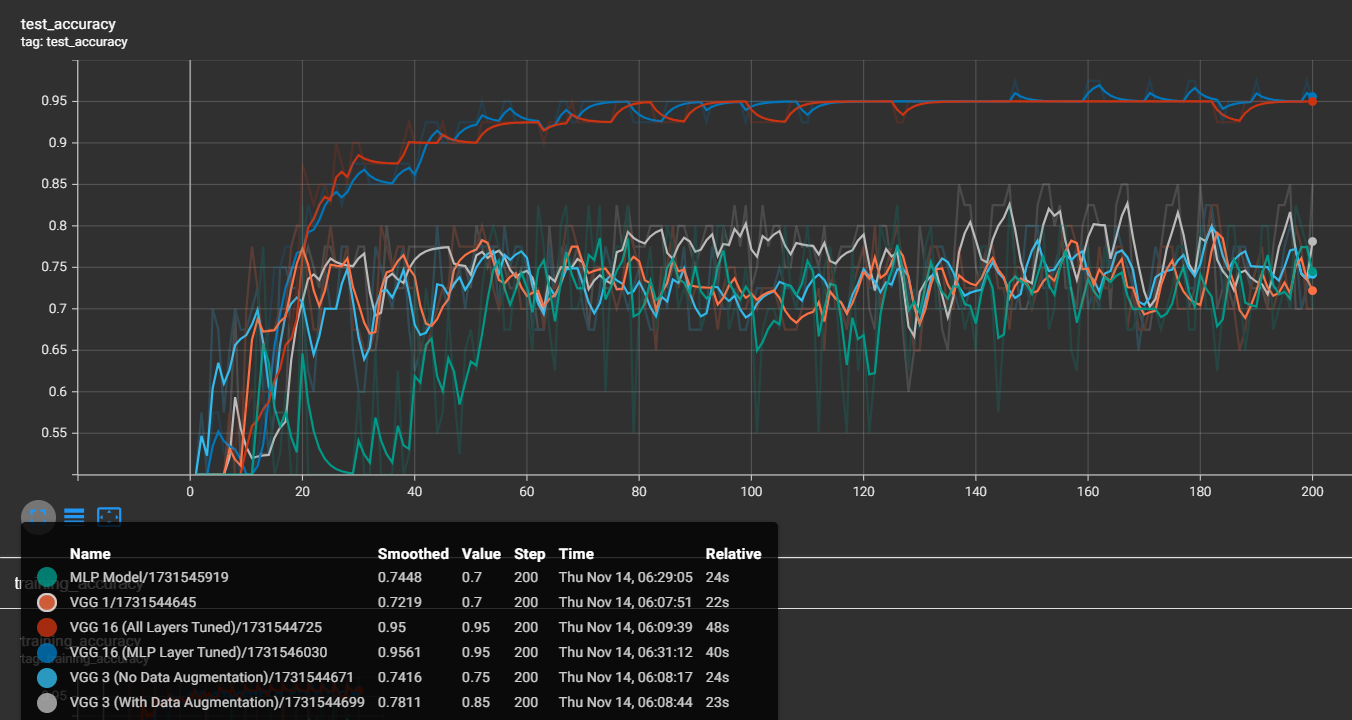 test_accuracy
tag: test_accuracy
0.95
0.9
0.85
0.8
0.75
0.7
0.65
0.6
0.55
0 20 40 60 80 100 120 140 160 180 200
Name Smoothed Value Step Time Relative
MLP Model/1731545919 0.7448 0.7 200 Thu Nov 14, 06:29:05 24s
training_accuracy
VGG 1/1731544645 0.7219 0.7 200 Thu Nov 14, 06:07:51 22s
VGG 16 (All Layers Tuned)/1731544725 0.95 0.95 200 Thu Nov 14, 06:09:39 48s
training_accuracy
VGG 16 (MLP Layer Tuned)/1731546030 0.9561 0.95 200 Thu Nov 14, 06:31:12 40s
tag: training_accuracy
VGG 3 (No Data Augmentation)/1731544671 0.7416 0.75 200 Thu Nov 14, 06:08:17 24s
0.95
VGG 3 (With Data Augmentation)/1731544699 0.7811 0.85 200 Thu Nov 14, 06:08:44 23s